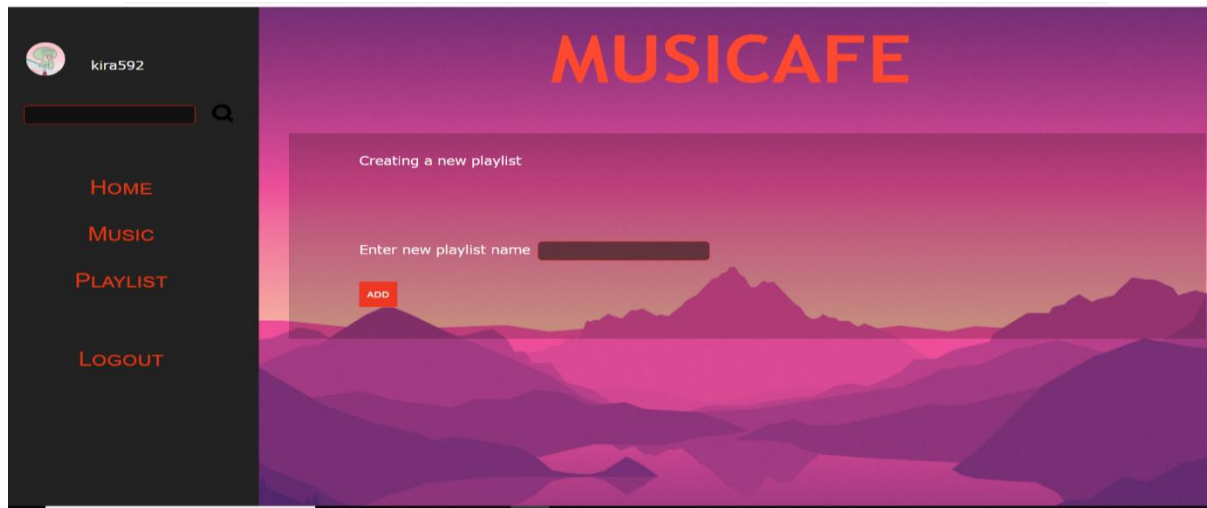 kira592
Home
Music
Playlist
Logout
MUSICAFE
Creating a new playlist
Enter new playlist name
ADD